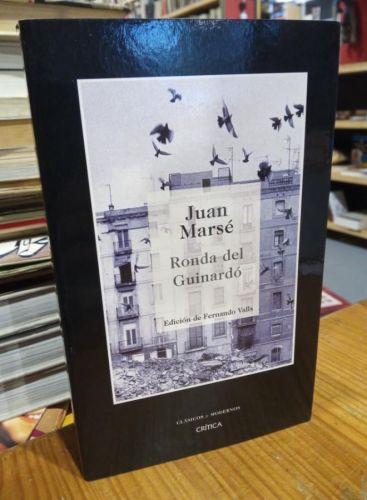 Juan
Marsé
Ronda del
Guinardó
Edición de Fernando Valls
CLÁSICOS y MODERNOS
CRÍTICA